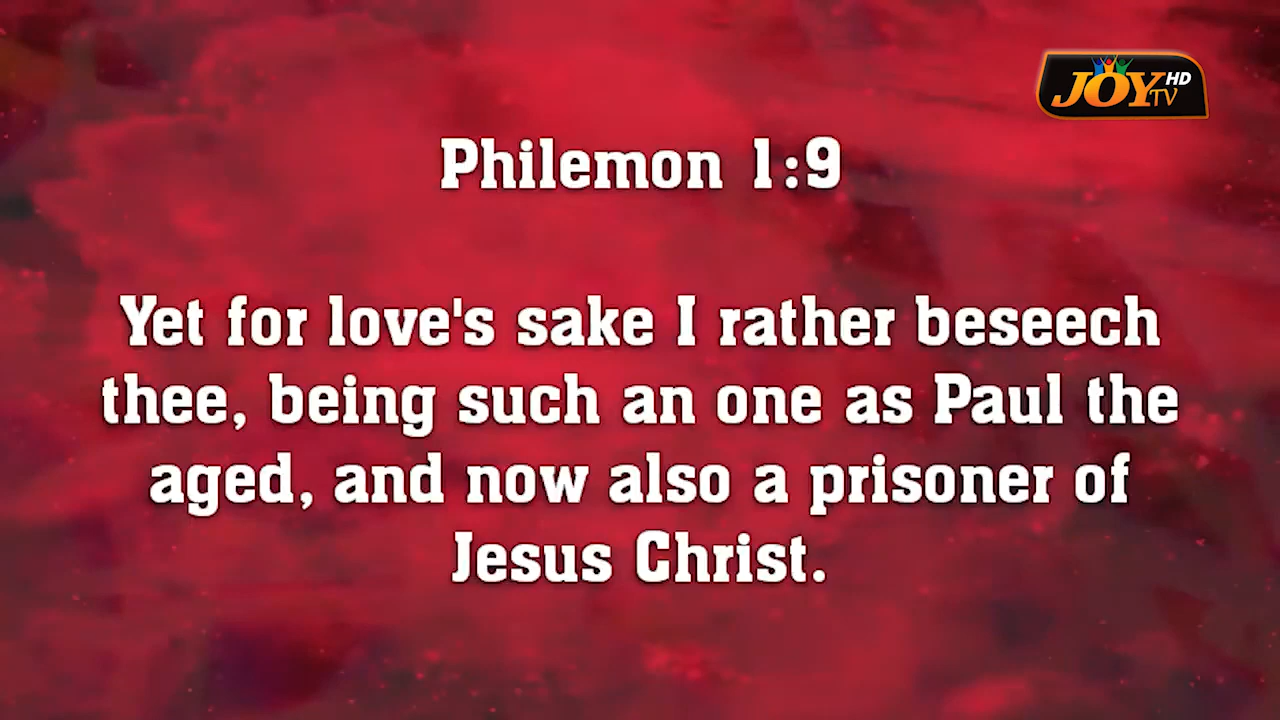 JOY TV HD
Philemon 1:9
Yet for love's sake I rather beseech
thee, being such an one as Paul the
aged, and now also a prisoner of
Jesus Christ.